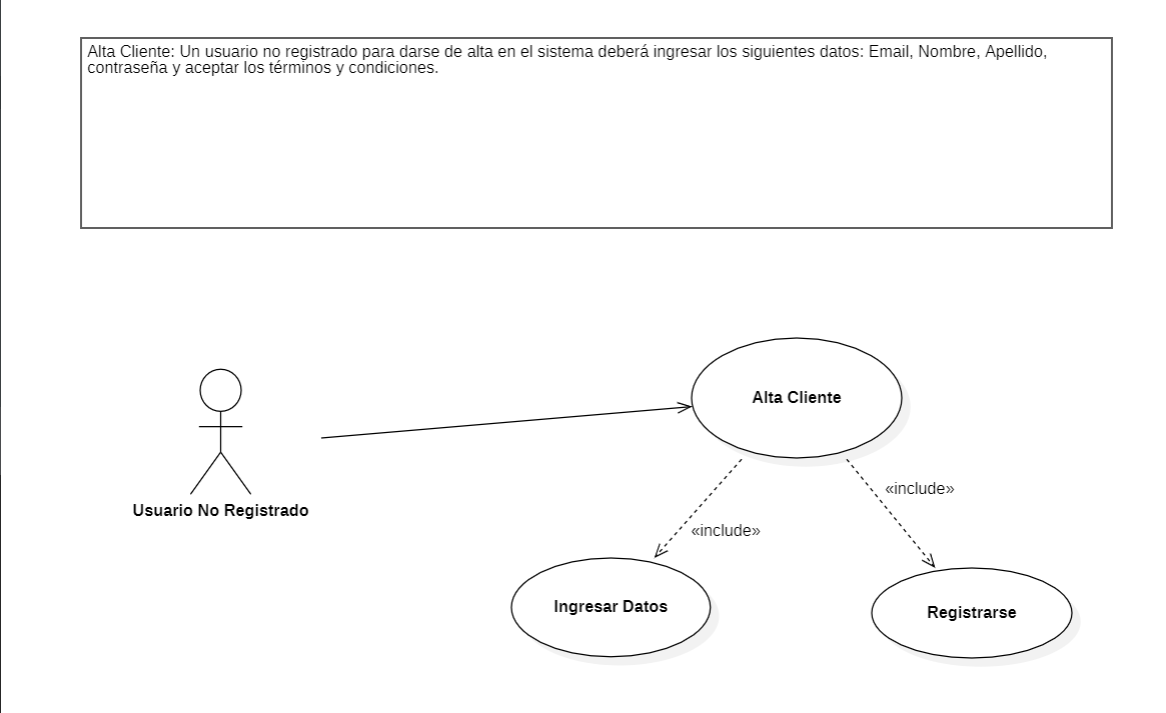 Alta Cliente: Un usuario no registrado para darse de alta en el sistema deberá ingresar los siguientes datos: Email, Nombre, Apellido,
contraseña y aceptar los términos y condiciones.
Alta Cliente
«include»
Usuario No Registrado
«include»
Ingresar Datos
Registrarse